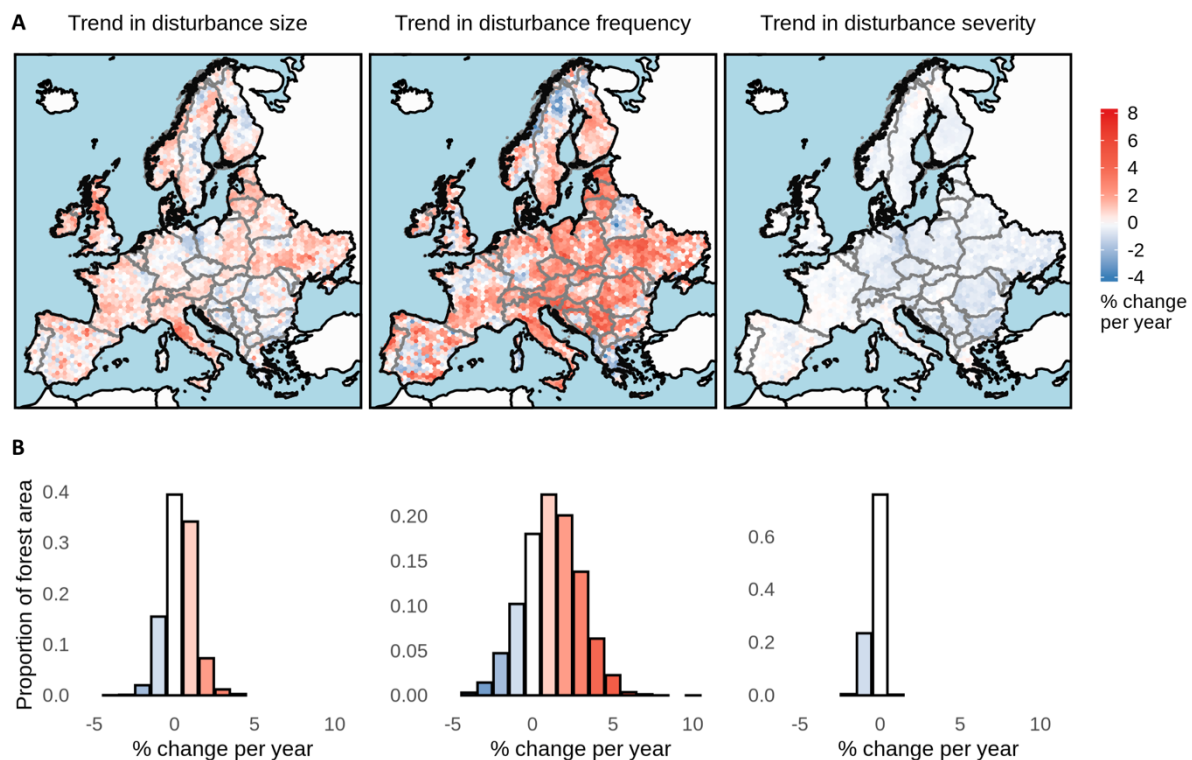 A
Trend in disturbance size
Trend in disturbance frequency
Trend in disturbance severity
8
6
4
2
0
-2
-4
% change
per year
B
Proportion of forest area
0.4
0.3
0.2
0.1
0.0
-5 0 5 10
% change per year
0.20
0.15
0.10
0.05
0.00
-5 0 5 10
% change per year
0.6
0.4
0.2
0.0
-5 0 5 10
% change per year